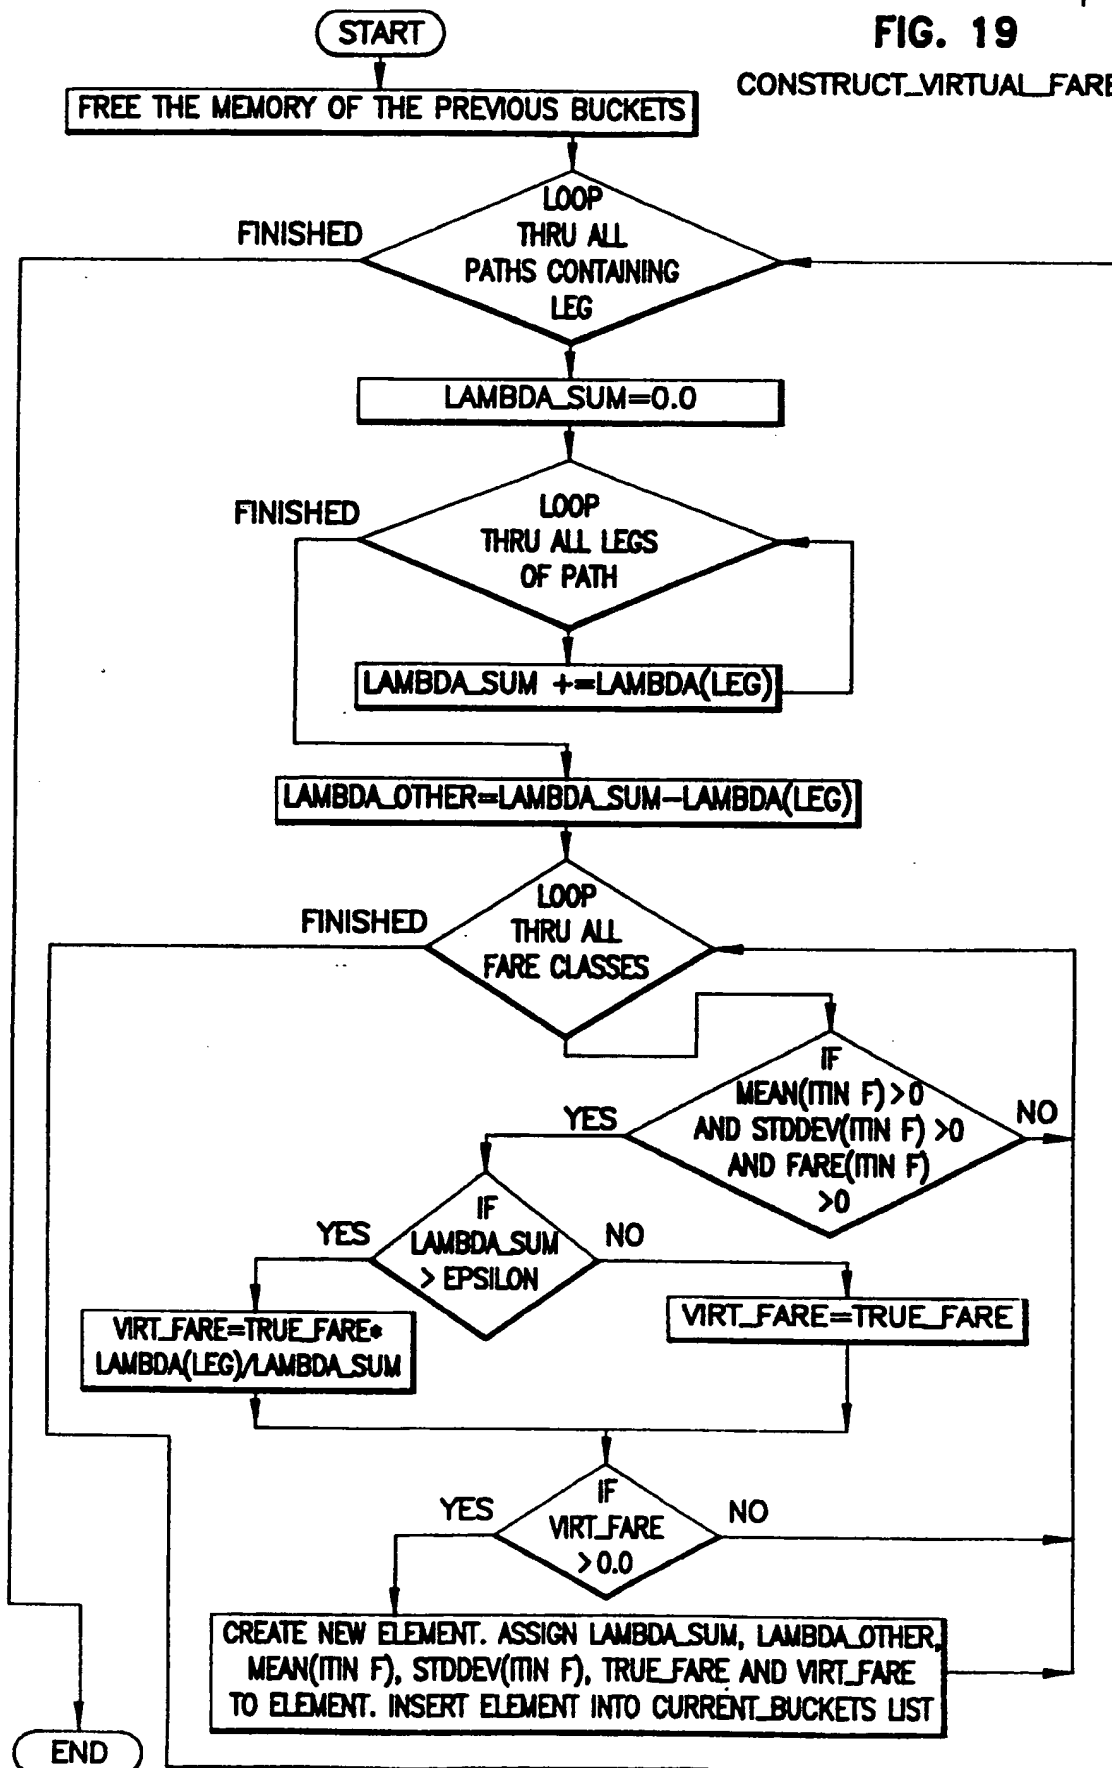 START
FIG. 19
CONSTRUCT_VIRTUAL_FARE
FREE THE MEMORY OF THE PREVIOUS BUCKETS
LOOP
THRU ALL
PATHS CONTAINING
LEG
FINISHED
LAMBDA_SUM=0.0
LOOP
THRU ALL LEGS
OF PATH
FINISHED
LAMBDA_SUM +=LAMBDA(LEG)
LAMBDA_OTHER=LAMBDA_SUM-LAMBDA(LEG)
LOOP
THRU ALL
FARE CLASSES
FINISHED
IF
MEAN(ITIN F) >0
AND STDDEV(ITIN F) >0
AND FARE(ITIN F)
>0
YES
NO
IF
LAMBDA_SUM
> EPSILON
YES
NO
VIRT_FARE=TRUE_FARE*
LAMBDA(LEG)/LAMBDA_SUM
VIRT_FARE=TRUE_FARE
IF
VIRT_FARE
>0.0
YES
NO
CREATE NEW ELEMENT. ASSIGN LAMBDA_SUM, LAMBDA_OTHER,
MEAN(ITIN F), STDDEV(ITIN F), TRUE_FARE AND VIRT_FARE
TO ELEMENT. INSERT ELEMENT INTO CURRENT_BUCKETS LIST
END